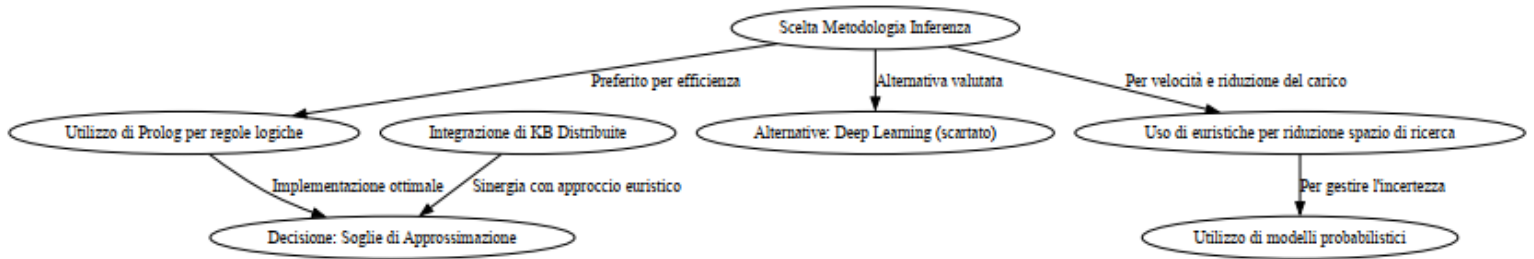 Scelta Metodologia Inferenza
Preferito per efficienza
Alternativa valutata
Per velocità e riduzione del carico
Utilizzo di Prolog per regole logiche
Integrazione di KB Distribuite
Alternative: Deep Learning (scartato)
Uso di euristiche per riduzione spazio di ricerca
Implementazione ottimale
Sinergia con approccio euristico
Per gestire l'incertezza
Decisione: Soglie di Approssimazione
Utilizzo di modelli probabilistici